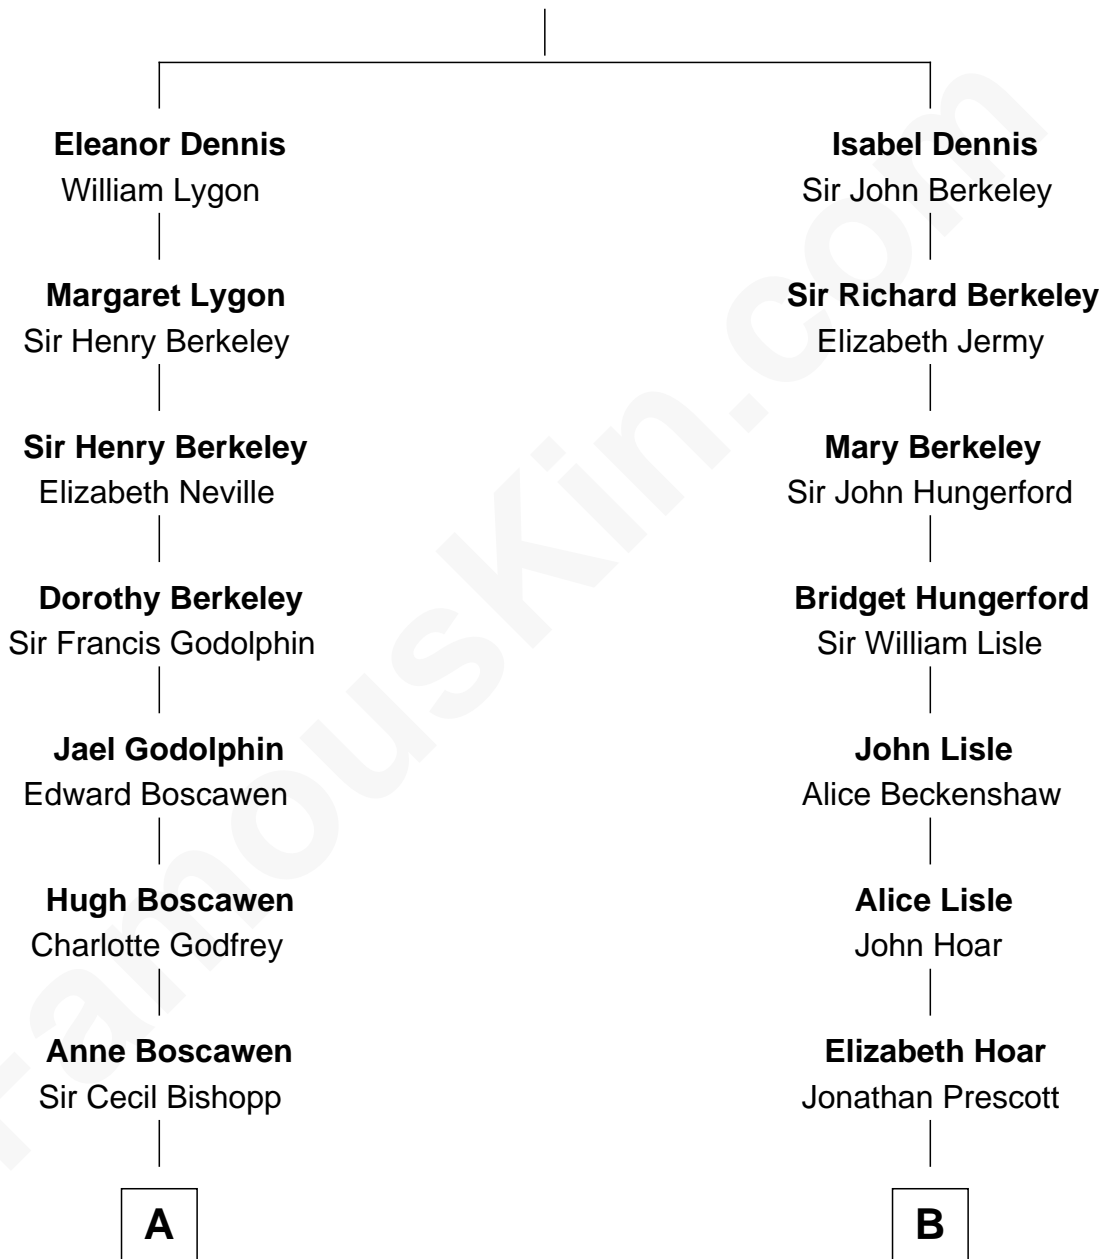 Eleanor Dennis
William Lygon
Margaret Lygon
Sir Henry Berkeley
Sir Henry Berkeley
Elizabeth Neville
Dorothy Berkeley
Sir Francis Godolphin
Jael Godolphin
Edward Boscawen
Hugh Boscawen
Charlotte Godfrey
Anne Boscawen
Sir Cecil Bishopp
A
Isabel Dennis
Sir John Berkeley
Sir Richard Berkeley
Elizabeth Jermy
Mary Berkeley
Sir John Hungerford
Bridget Hungerford
Sir William Lisle
John Lisle
Alice Beckenshaw
Alice Lisle
John Hoar
Elizabeth Hoar
Jonathan Prescott
B
FamousKin.com